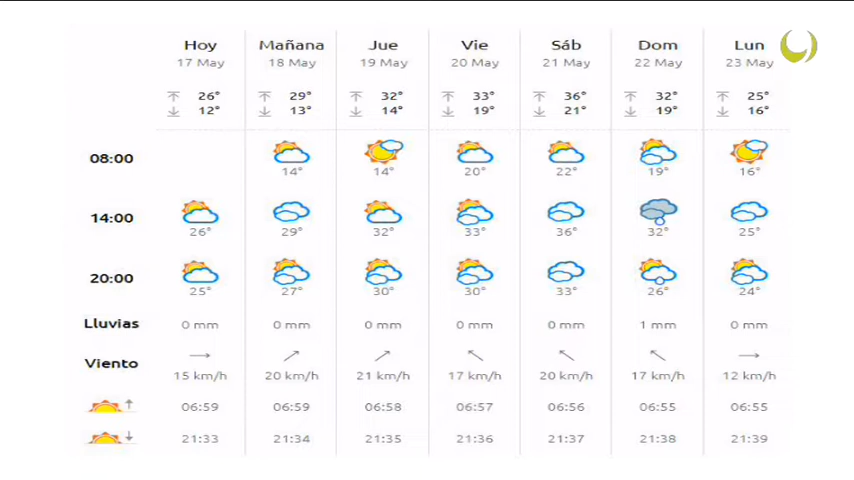 Hoy Mañana Jue Vie Sáb Dom Lun
17 May 18 May 19 May 20 May 21 May 22 May 23 May
26° 29° 32° 33° 36° 32° 25°
12° 13° 14° 19° 21° 19° 16°
08:00 14° 14° 20° 22° 19° 16°
14:00 26° 29° 32° 33° 36° 32° 25°
20:00 25° 27° 30° 30° 33° 26° 24°
Lluvias 0 mm 0 mm 0 mm 0 mm 0 mm 1 mm 0 mm
Viento 15 km/h 20 km/h 21 km/h 17 km/h 20 km/h 17 km/h 12 km/h
06:59 06:59 06:58 06:57 06:56 06:55 06:55
21:33 21:34 21:35 21:36 21:37 21:38 21:39